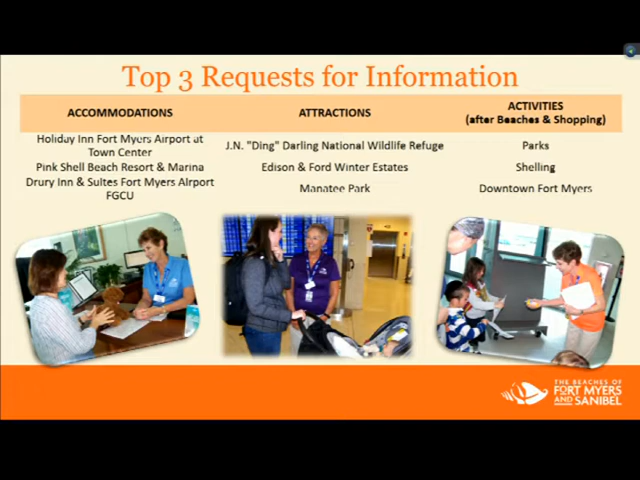 Top 3 Requests for Information
ACCOMMODATIONS
Holiday Inn Fort Myers Airport at
Town Center
Pink Shell Beach Resort & Marina
Drury Inn & Suites Fort Myers Airport
FGCU
ATTRACTIONS
J.N. "Ding" Darling National Wildlife Refuge
Edison & Ford Winter Estates
Manatee Park
ACTIVITIES
(after Beaches & Shopping)
Parks
Shelling
Downtown Fort Myers
THE BEACHES OF
FORT MYERS
AND SANIBEL